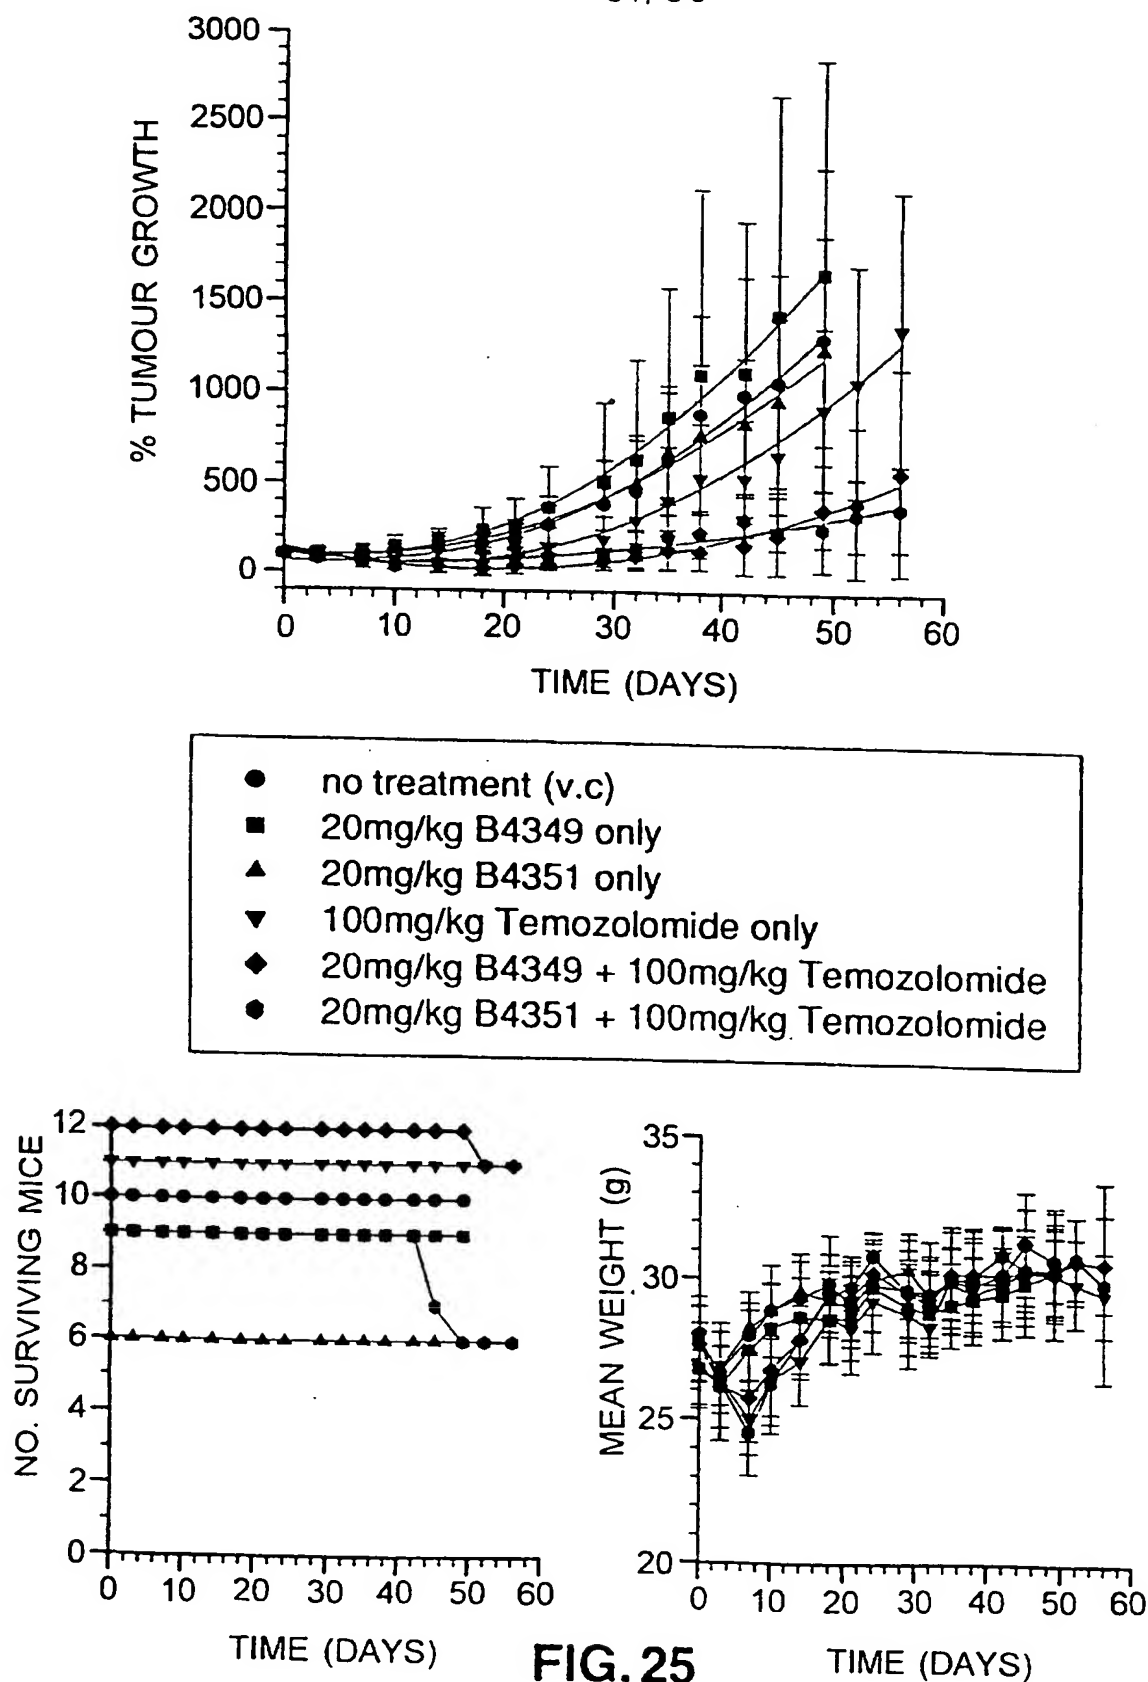 3000
2500
2000
1500
1000
500
0
% TUMOUR GROWTH
0 10 20 30 40 50 60
TIME (DAYS)
no treatment (v.c)
20mg/kg B4349 only
20mg/kg B4351 only
100mg/kg Temozolomide only
20mg/kg B4349 + 100mg/kg Temozolomide
20mg/kg B4351 + 100mg/kg Temozolomide
12
10
8
6
4
2
0
NO. SURVIVING MICE
0 10 20 30 40 50 60
TIME (DAYS)
35
30
25
20
MEAN WEIGHT (g)
0 10 20 30 40 50 60
TIME (DAYS)
FIG.25